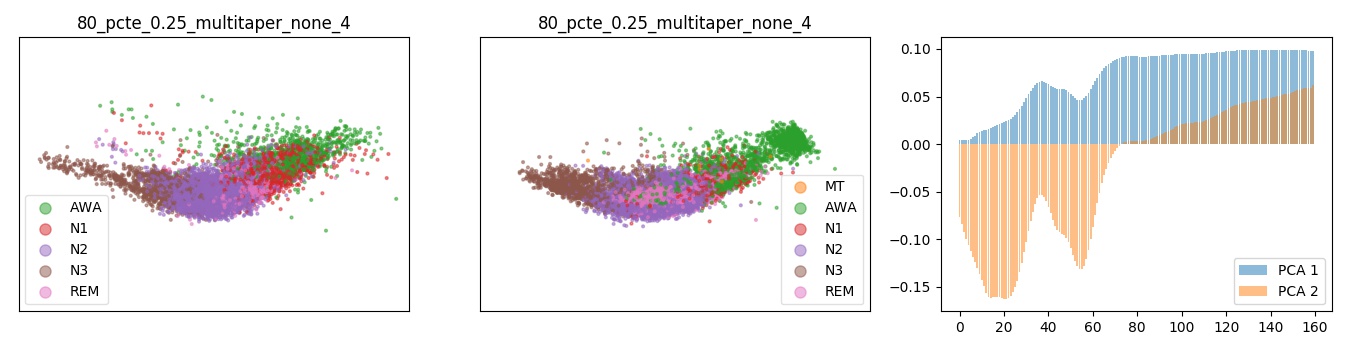 80_pcte_0.25_multitaper_none_4
AWA
N1
N2
N3
REM
80_pcte_0.25_multitaper_none_4
MT
AWA
N1
N2
N3
REM
0.10
0.05
0.00
−0.05
−0.10
−0.15
0 20 40 60 80 100 120 140 160
PCA 1
PCA 2